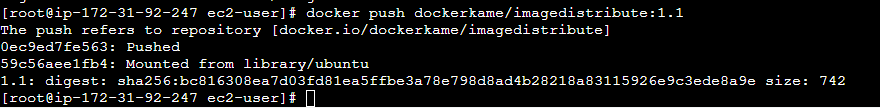 [root@ip-172-31-92-247 ec2-user]# docker push dockerkame/imagedistribute:1.1
The push refers to repository [docker.io/dockerkame/imagedistribute]
0ec9ed7fe563: Pushed
59c56aee1fb4: Mounted from library/ubuntu
1.1: digest: sha256:bc816308ea7d03fd81ea5ffbe3a78e798d8ad4b28218a83115926e9c3ede8a9e size: 742
[root@ip-172-31-92-247 ec2-user]#